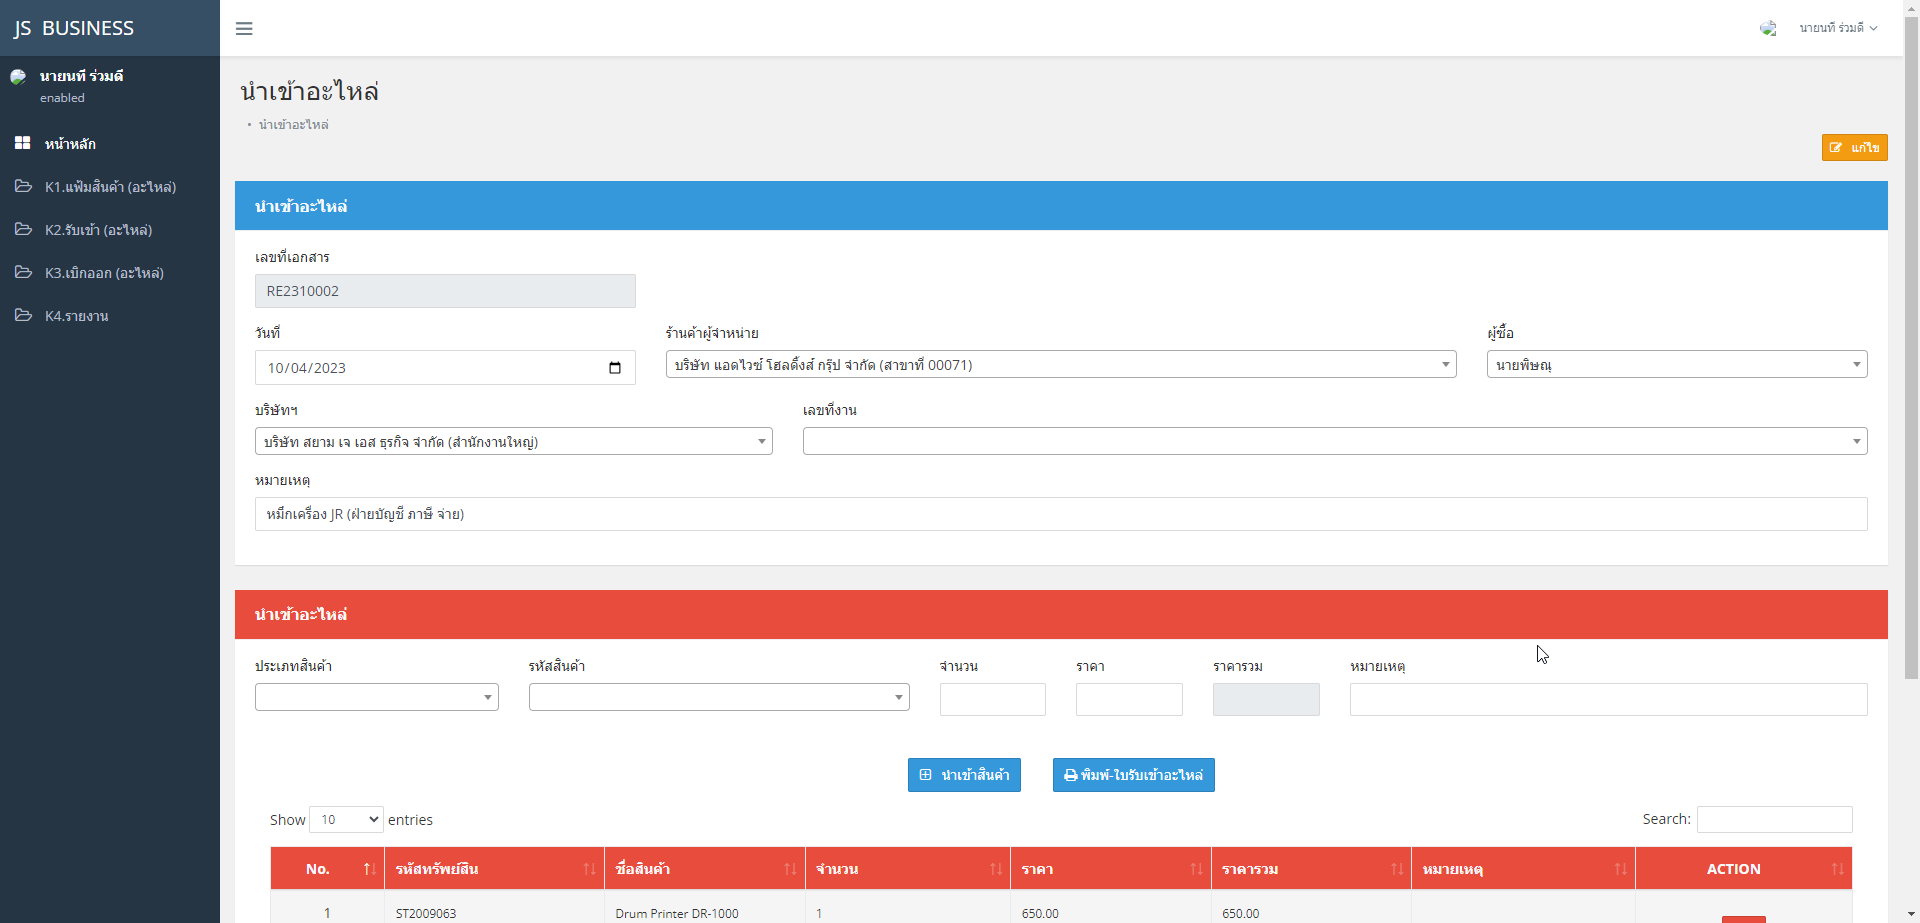 JS BUSINESS
นายนที ร่วมดี
นายนที ร่วมดี
enabled
หน้าหลัก
K1.แฟ้มสินค้า (อะไหล่)
K2.รับเข้า (อะไหล่)
K3.เบิกออก (อะไหล่)
K4.รายงาน
นำเข้าอะไหล่
• นำเข้าอะไหล่
แก้ไข
นำเข้าอะไหล่
เลขที่เอกสาร
RE2310002
วันที่ ร้านค้าผู้จำหน่าย ผู้ซื้อ
10/04/2023 บริษัท แอดไวซ์ โฮลดิ้งส์ กรุ๊ป จำกัด (สาขาที่ 00071) นายพิษณุ
บริษัทฯ เลขที่งาน
บริษัท สยาม เจ เอส ธุรกิจ จำกัด (สำนักงานใหญ่)
หมายเหตุ
หมึกเครื่อง JR (ฝ่ายบัญชี ภาษี จ่าย)
นำเข้าอะไหล่
ประเภทสินค้า รหัสสินค้า จำนวน ราคา ราคารวม หมายเหตุ
นำเข้าสินค้า พิมพ์-ใบรับเข้าอะไหล่
Show 10 entries Search:
No. รหัสทรัพย์สิน ชื่อสินค้า จำนวน ราคา ราคารวม หมายเหตุ ACTION
1 ST2009063 Drum Printer DR-1000 1 650.00 650.00